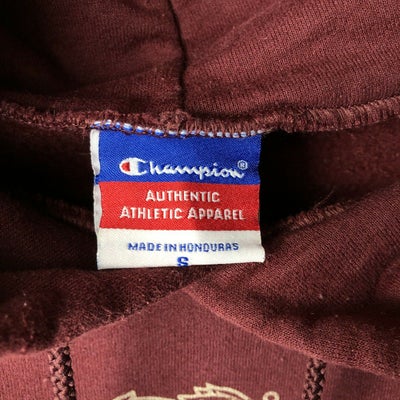 Champion®
AUTHENTIC
ATHLETIC APPAREL
MADE IN HONDURAS
S